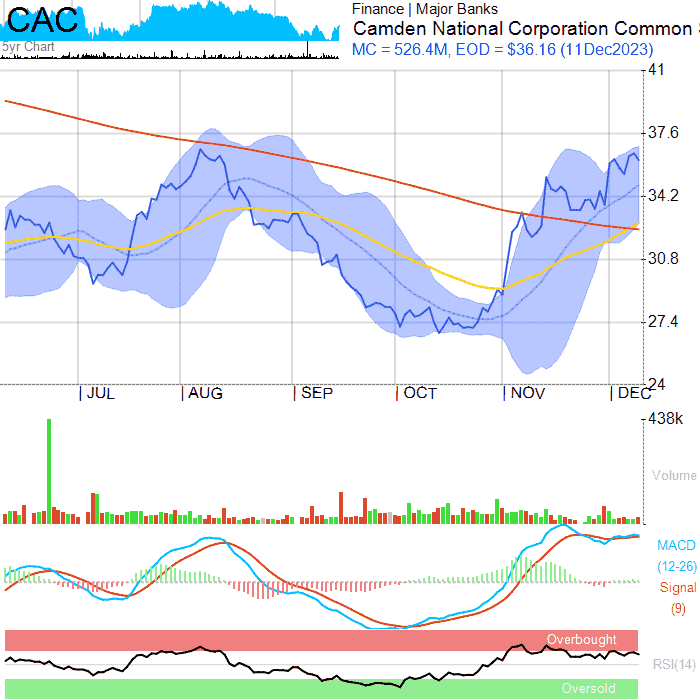 CAC
Finance | Major Banks
Camden National Corporation Common
5yr Chart
MC = 526.4M, EOD = $36.16 (11Dec2023)
41
37.6
34.2
30.8
27.4
24
| JUL | AUG | SEP | OCT | NOV | DEC
438k
Volume
MACD
(12-26)
Signal
(9)
Overbought
RSI(14)
Oversold